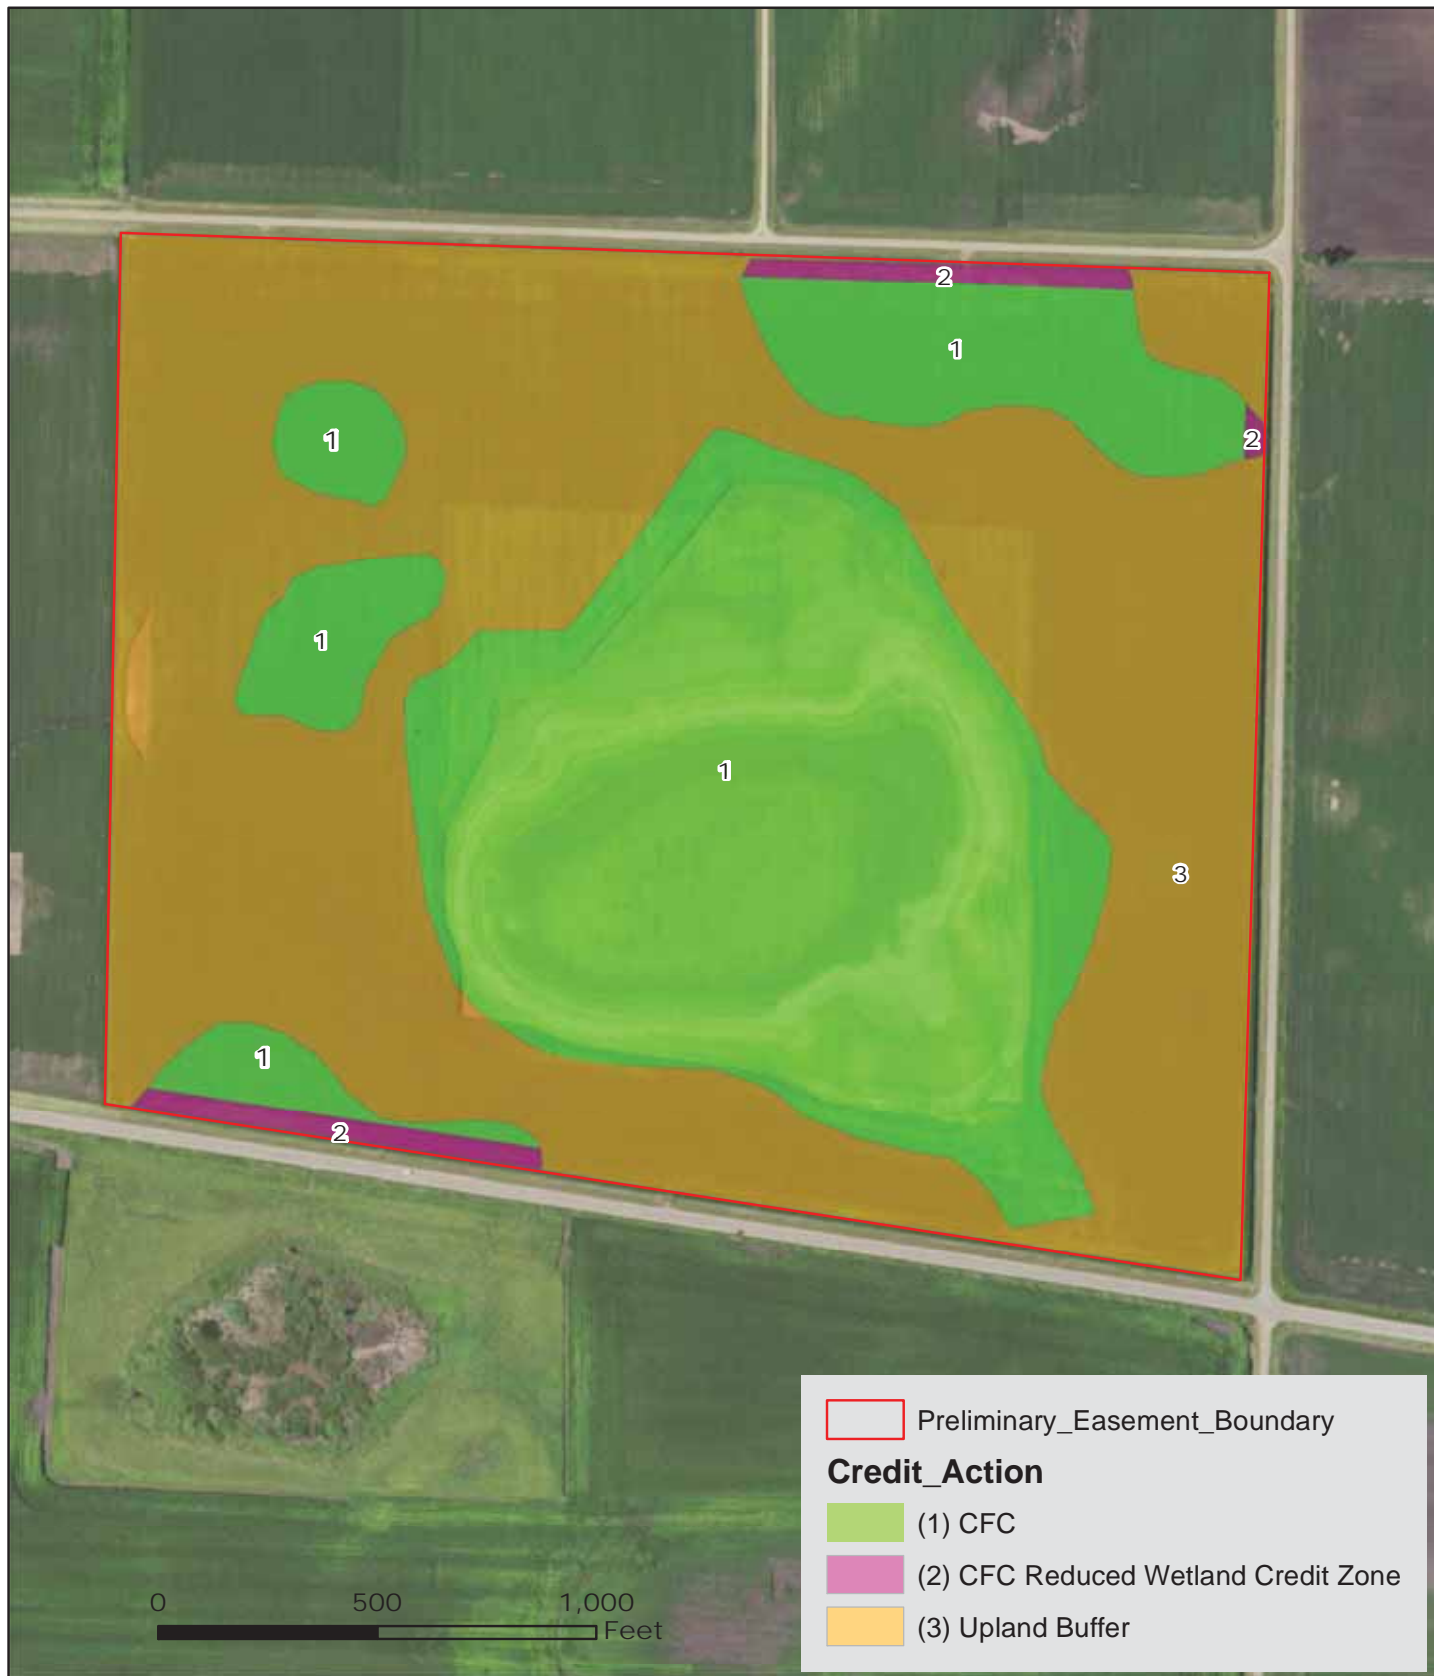 2
1
2
1
1
1
3
1
2
Preliminary_Easement_Boundary
Credit_Action
(1) CFC
(2) CFC Reduced Wetland Credit Zone
(3) Upland Buffer
0 500 1,000
Feet